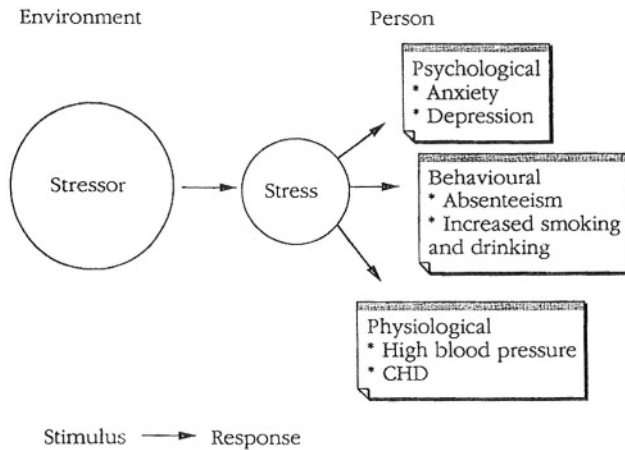 Environment
Person
Psychological
* Anxiety
* Depression
Stressor
Stress
Behavioural
* Absenteeism
* Increased smoking
and drinking
Physiological
* High blood pressure
* CHD
Stimulus
Response